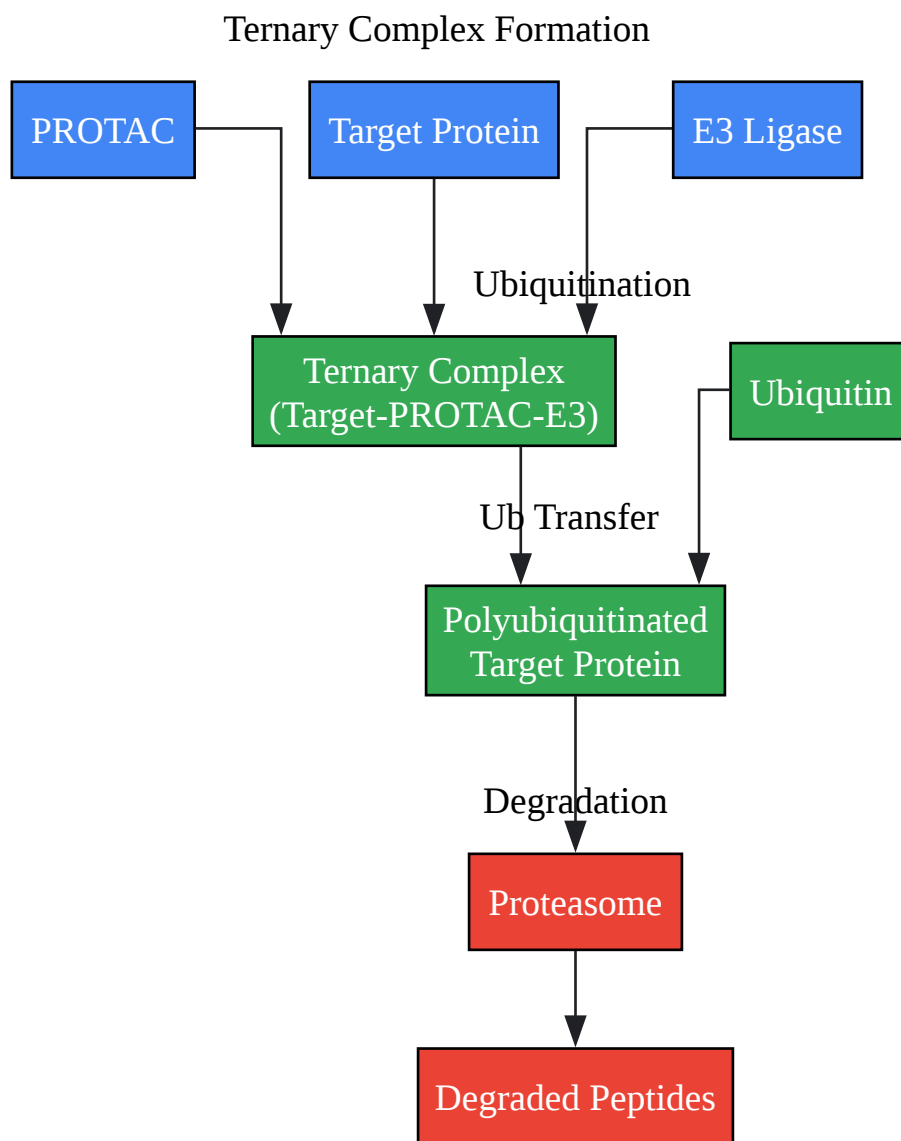 Ternary Complex Formation
PROTAC
Target Protein
E3 Ligase
Ubiquitination
Ternary Complex
(Target-PROTAC-E3)
Ubiquitin
Ub Transfer
Polyubiquitinated
Target Protein
Degradation
Proteasome
Degraded Peptides